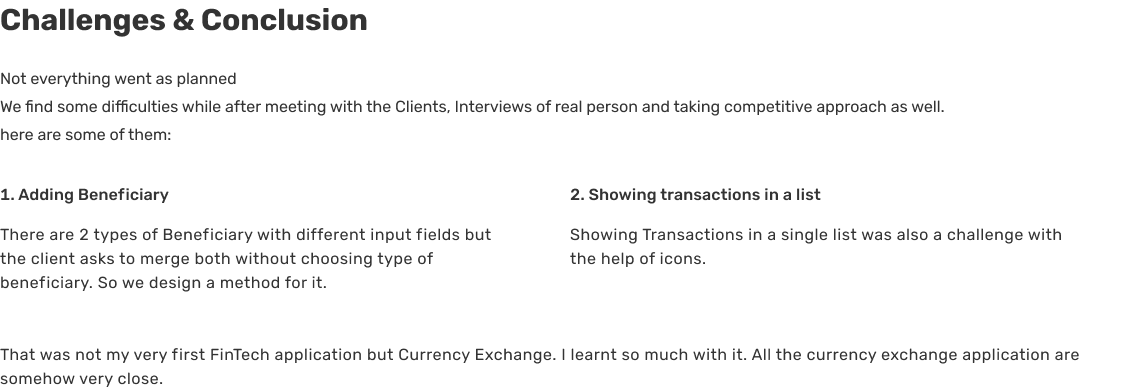 Challenges & Conclusion
Not everything went as planned
We find some difficulties while after meeting with the Clients, Interviews of real person and taking competitive approach as well.
here are some of them:
1. Adding Beneficiary
There are 2 types of Beneficiary with different input fields but
the client asks to merge both without choosing type of
beneficiary. So we design a method for it.
2. Showing transactions in a list
Showing Transactions in a single list was also a challenge with
the help of icons.
That was not my very first FinTech application but Currency Exchange. I learnt so much with it. All the currency exchange application are
somehow very close.